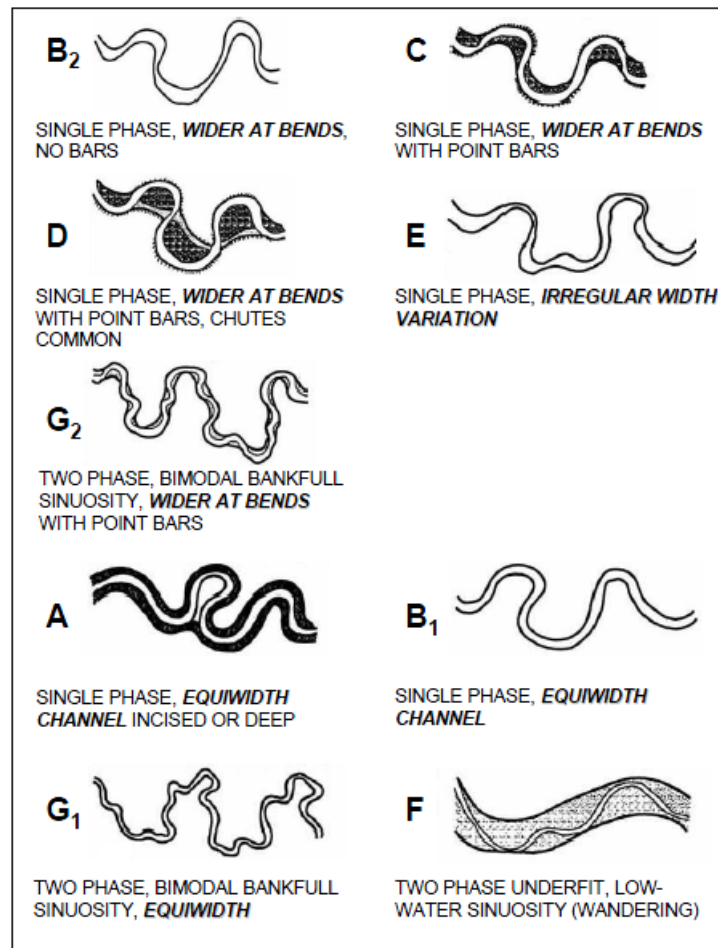 B2
SINGLE PHASE, WIDER AT BENDS,
NO BARS
C
SINGLE PHASE, WIDER AT BENDS
WITH POINT BARS
D
SINGLE PHASE, WIDER AT BENDS
WITH POINT BARS, CHUTES
COMMON
E
SINGLE PHASE, IRREGULAR WIDTH
VARIATION
G2
TWO PHASE, BIMODAL BANKFULL
SINUOSITY, WIDER AT BENDS
WITH POINT BARS
A
SINGLE PHASE, EQUIWIDTH
CHANNEL INCISED OR DEEP
B1
SINGLE PHASE, EQUIWIDTH
CHANNEL
G1
TWO PHASE, BIMODAL BANKFULL
SINUOSITY, EQUIWIDTH
F
TWO PHASE UNDERFIT, LOW-
WATER SINUOSITY (WANDERING)